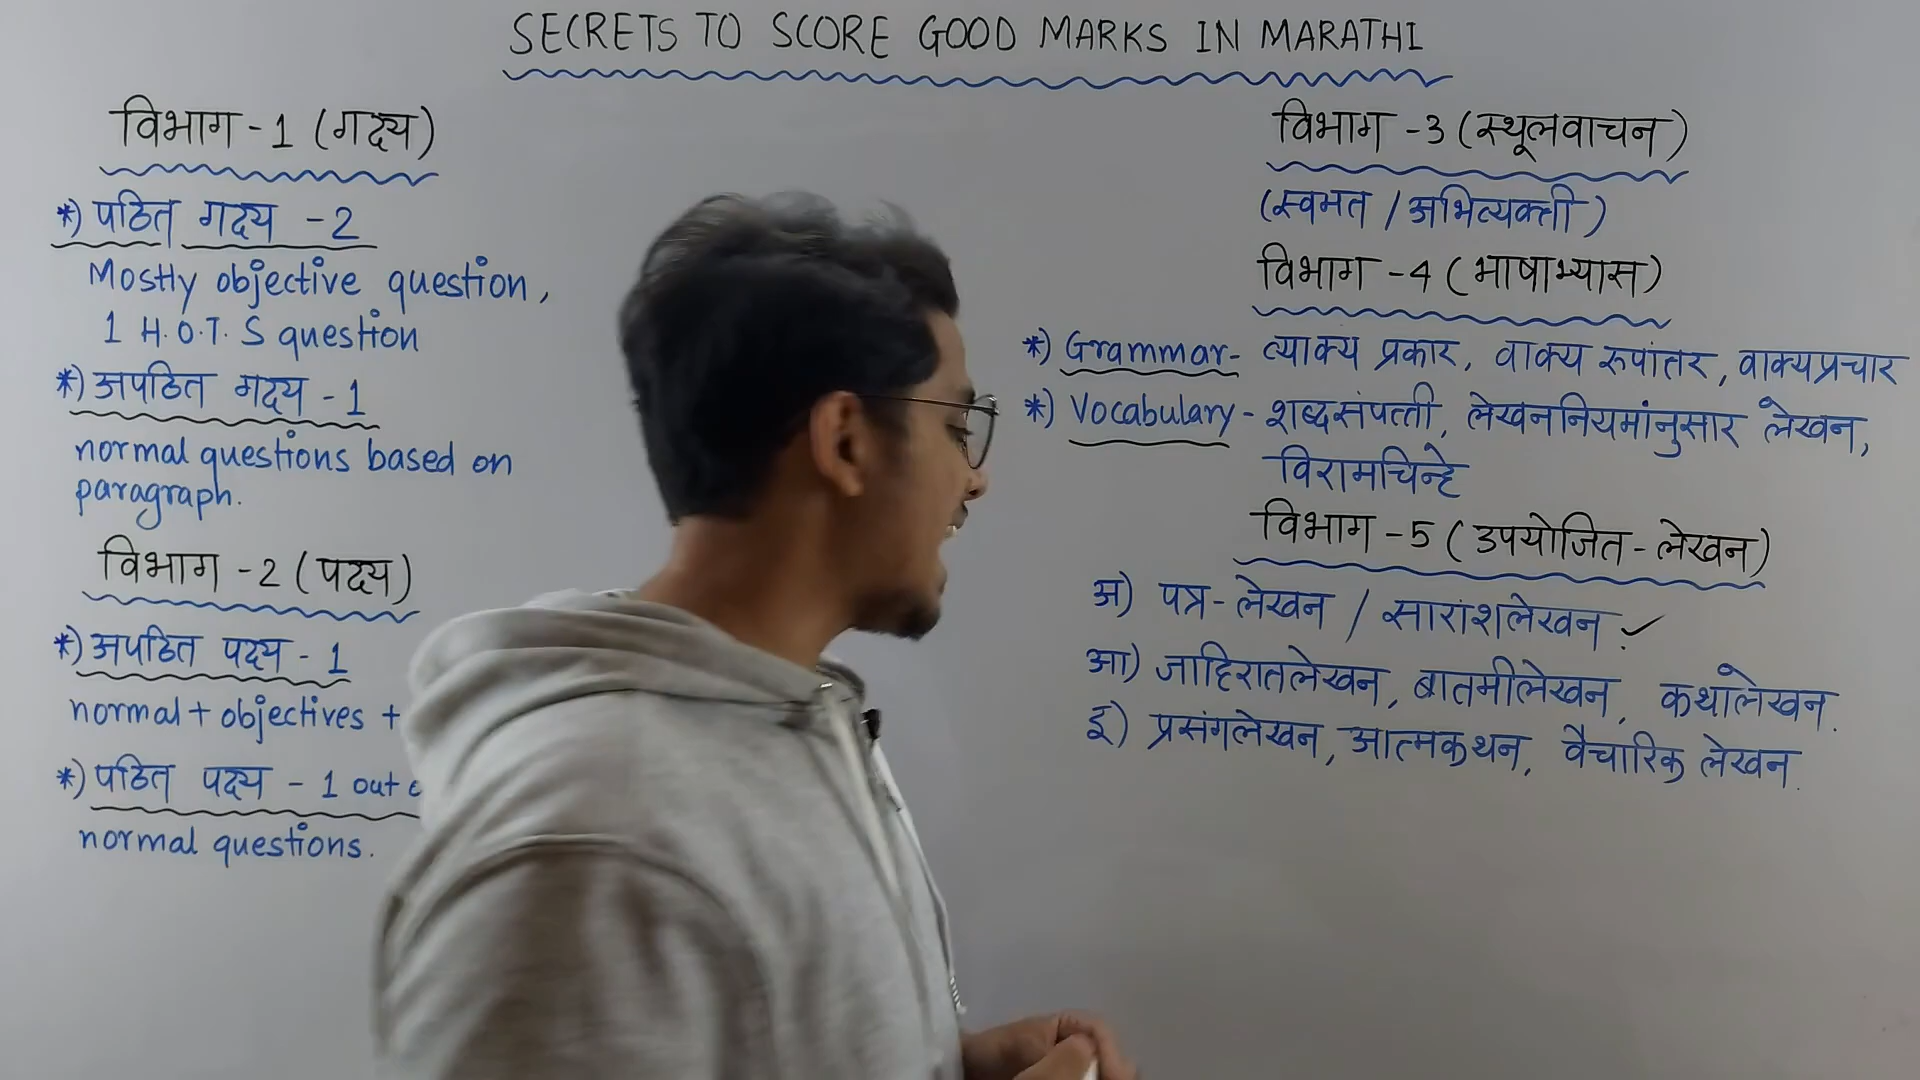 SECRETS TO SCORE GOOD MARKS IN MARATHI
विभाग - 1 (गद्य)
*) पठित गद्य - 2
Mostly objective question,
1 H.O.T. S question
*) अपठित गद्य - 1
normal questions based on
paragraph.
विभाग - 2 (पद्य)
*) अपठित पद्य - 1
normal + objectives +
*) पठित पद्य - 1 out
normal questions.
विभाग - 3 (स्थूलवाचन)
(स्वमत / अभिव्यक्ती)
विभाग - 4 (भाषाभ्यास)
*) Grammar - व्याक्य प्रकार, वाक्य रूपांतर, वाक्यप्रचार
*) Vocabulary - शब्दसंपत्ती, लेखननियमांनुसार लेखन,
विरामचिन्हे
विभाग - 5 (उपयोजित - लेखन)
अ) पत्र - लेखन / सारांशलेखन ✓
आ) जाहिरातलेखन, बातमीलेखन, कथालेखन.
इ) प्रसंगलेखन, आत्मकथन, वैचारिक लेखन.